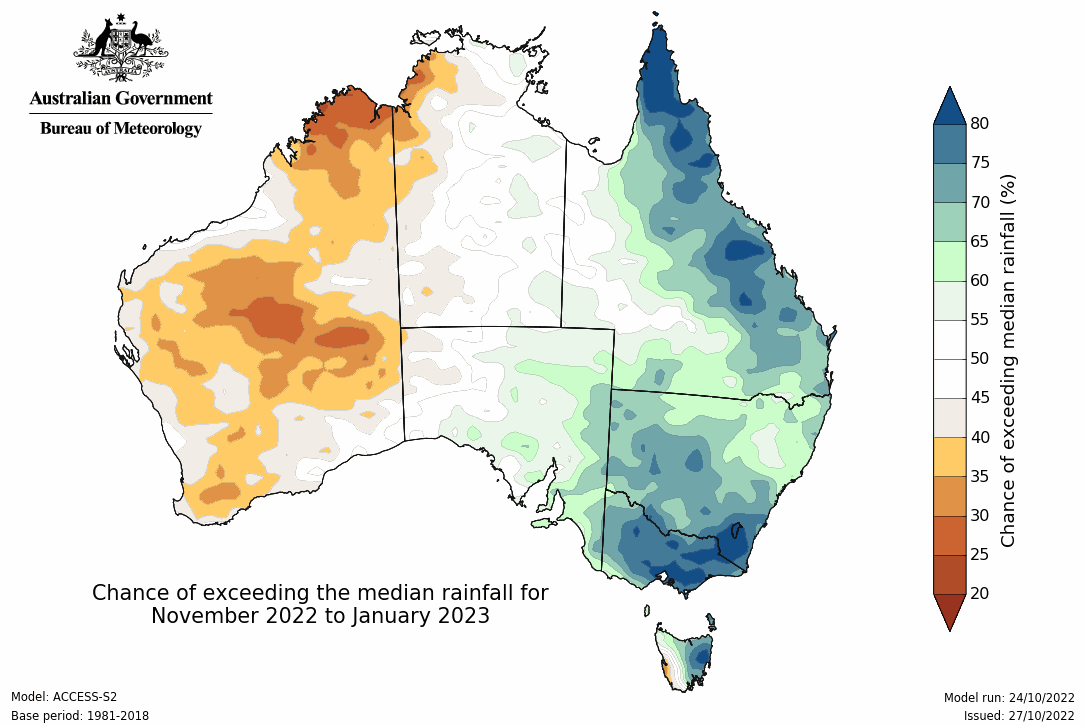 AUSTRALIA
Australian Government
Bureau of Meteorology
80
75
70
65
60
55
50
45
40
35
30
25
20
Chance of exceeding median rainfall (%)
Chance of exceeding the median rainfall for
November 2022 to January 2023
Model: ACCESS-S2
Base period: 1981-2018
Model run: 24/10/2022
Issued: 27/10/2022